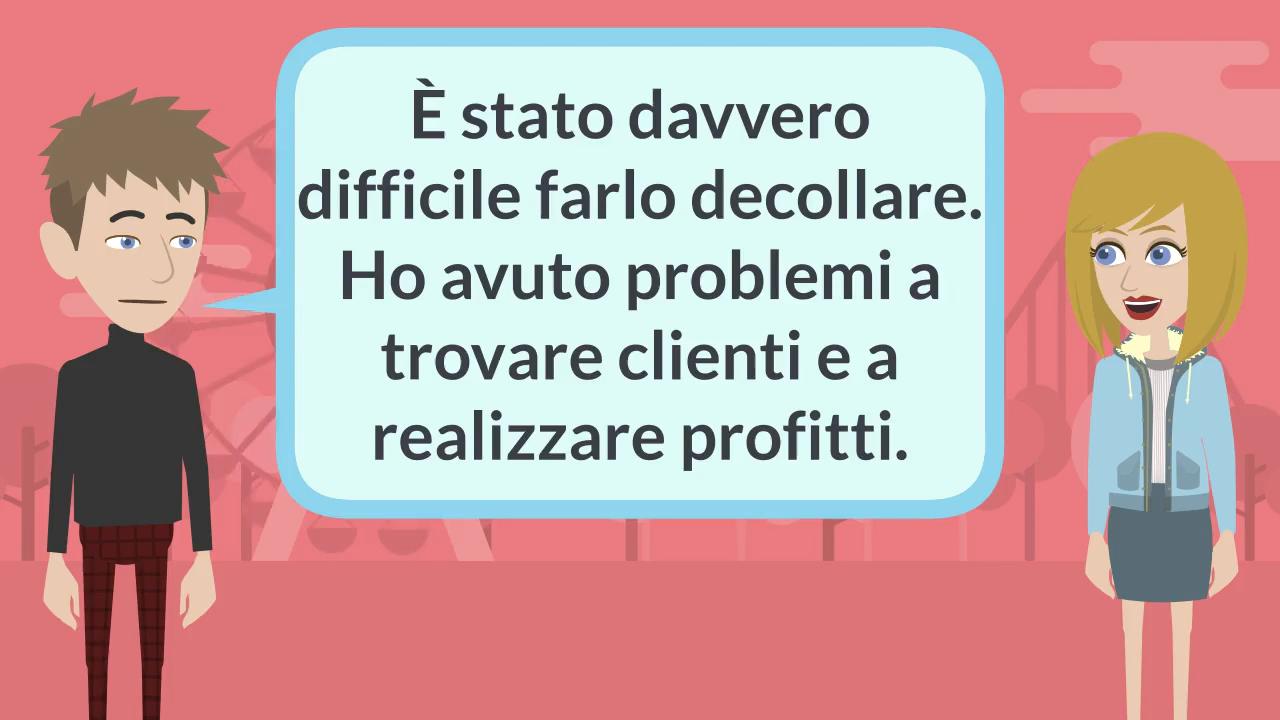 È stato davvero
difficile farlo decollare.
Ho avuto problemi a
trovare clienti e a
realizzare profitti.